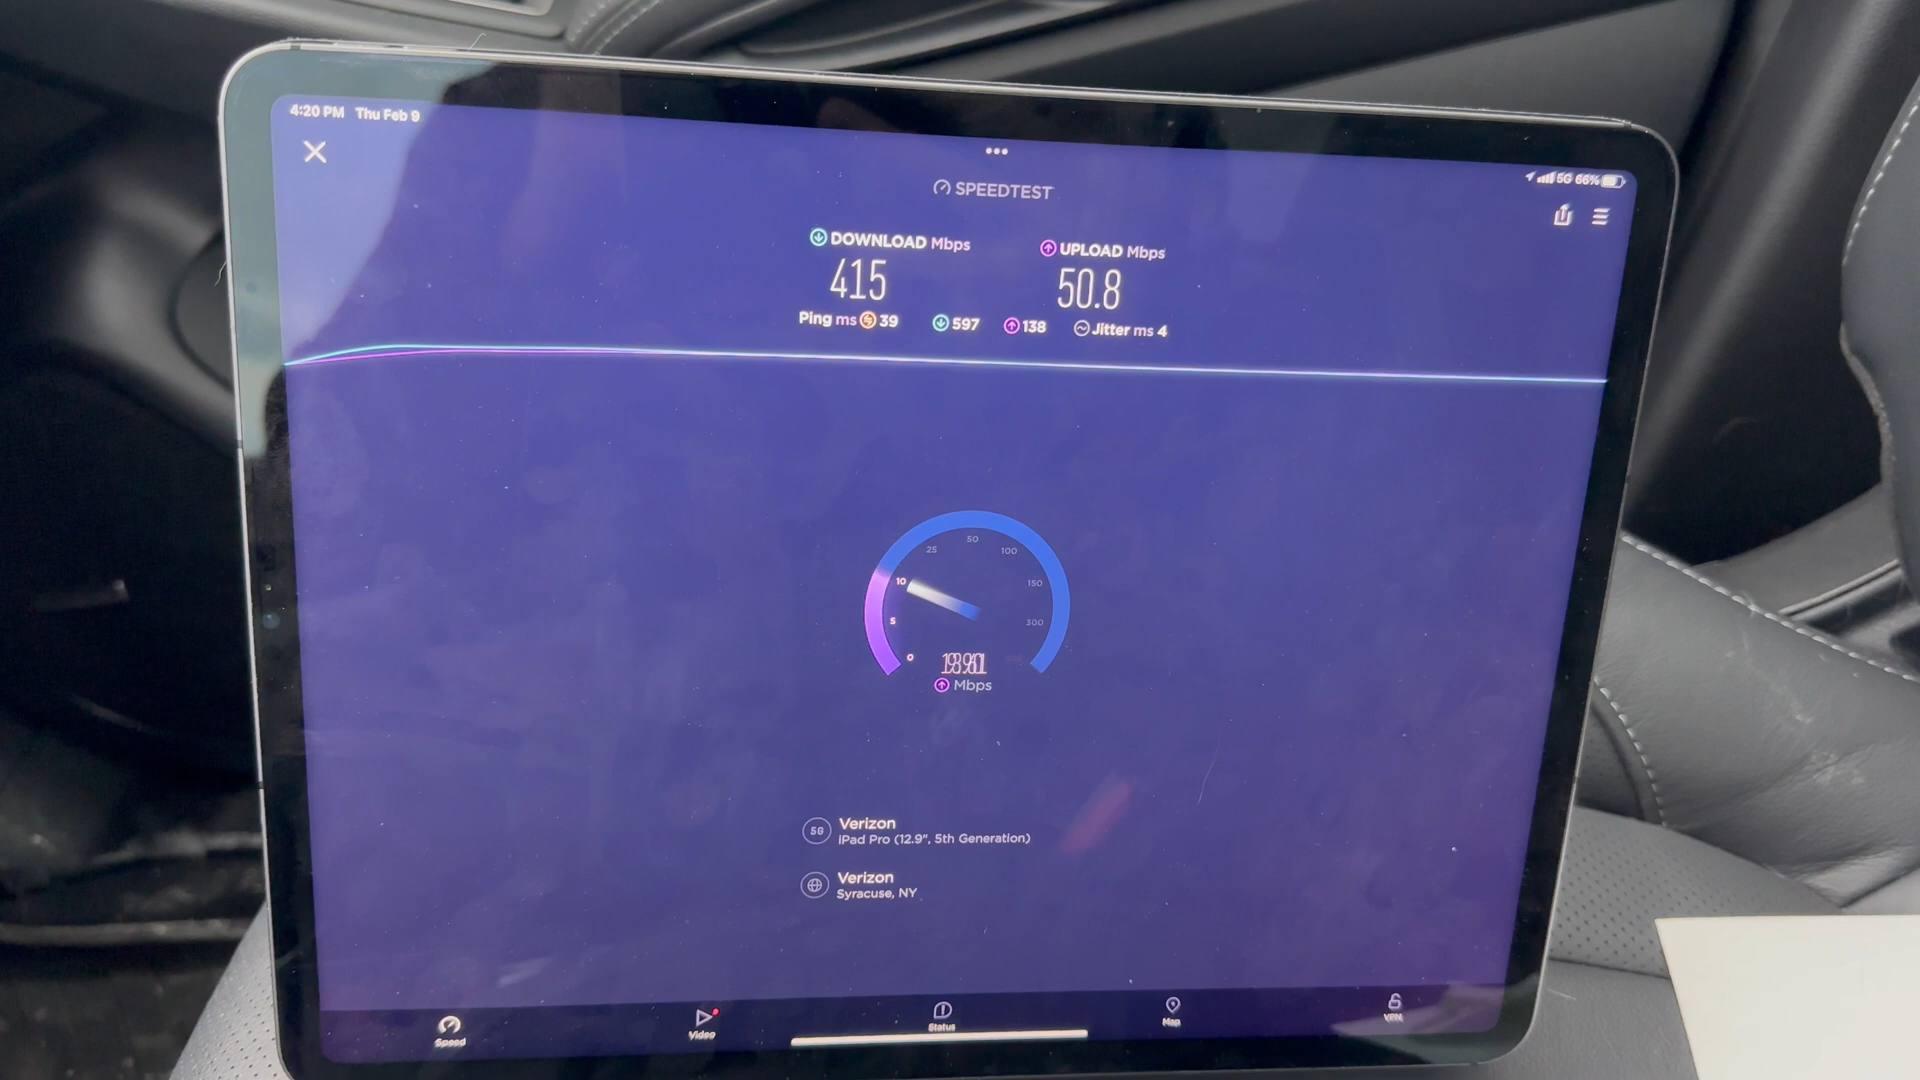 4:20 PM Thu Feb 9
5G 66%
SPEEDTEST
DOWNLOAD Mbps
UPLOAD Mbps
415
50.8
Ping ms 39 597 138 Jitter ms 4
50
25
100
10
150
5
300
0
Mbps
5G
Verizon
iPad Pro (12.9", 5th Generation)
Verizon
Syracuse, NY
Speed
Video
Status
Map
VPN